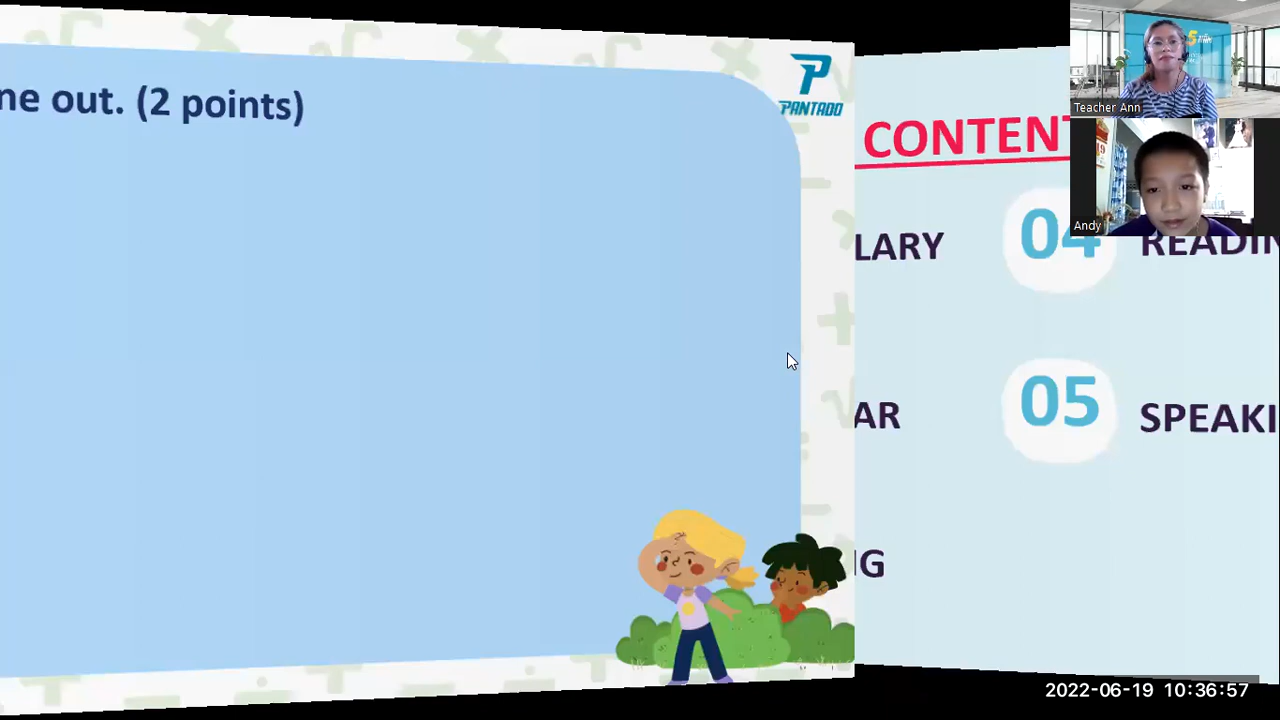 ne out. (2 points)
PANTADO
CONTENT
LARY
04
READIN
AR
05
SPEAKI
IG
Teacher Ann
Andy
2022-06-19 10:36:57